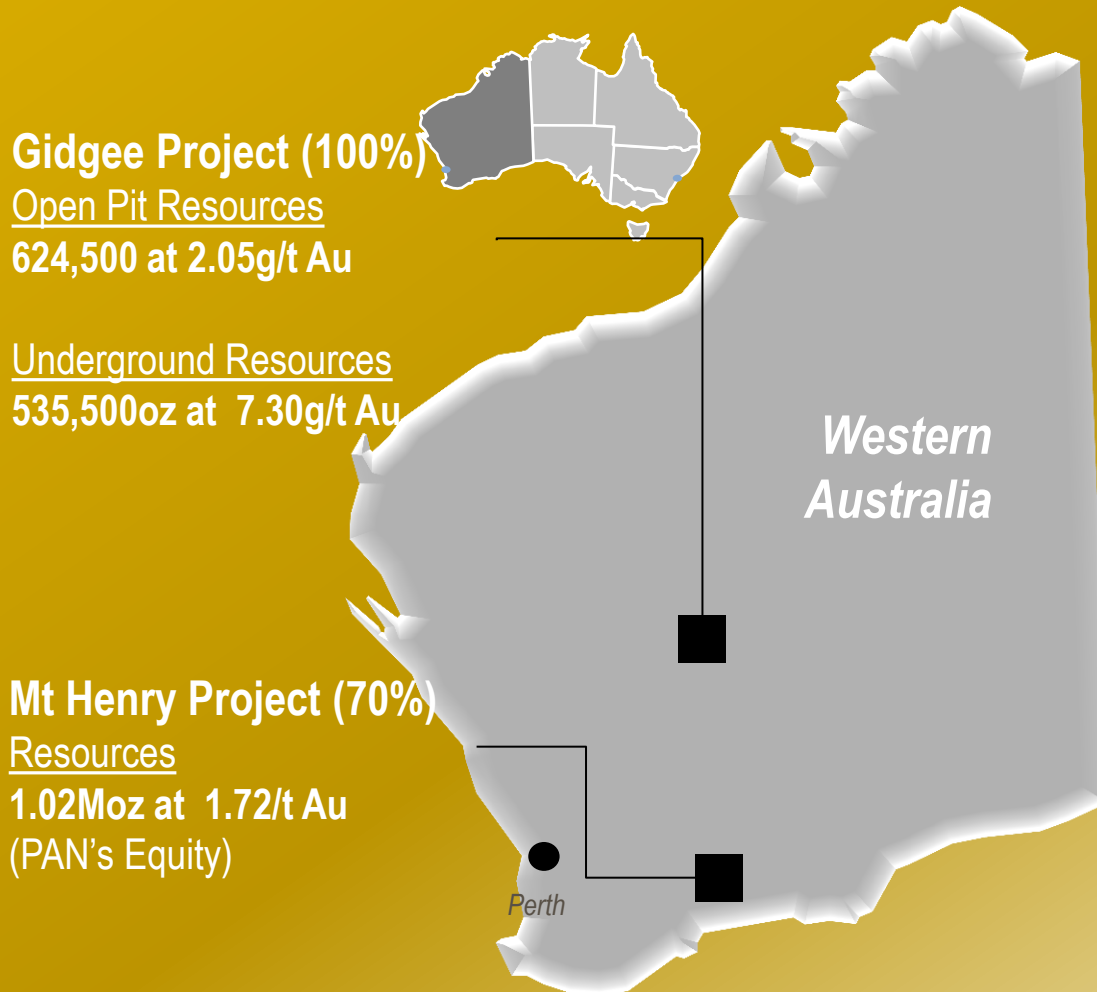 Gidgee Project (100%)
Open Pit Resources
624,500 at 2.05g/t Au
Underground Resources
535,500oz at 7.30g/t Au
Western
Australia
Mt Henry Project (70%)
Resources
1.02Moz at 1.72/t Au
(PAN's Equity)
Perth